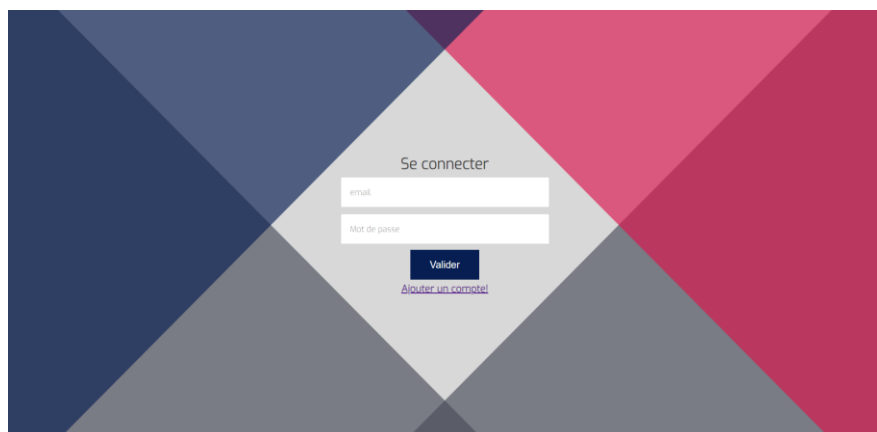 Se connecter
email
Mot de passe
Valider
Ajouter un compte!